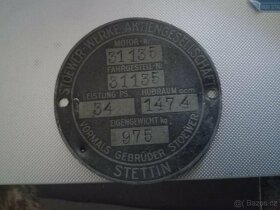 STOEWER-WERKE AKTIENGESELLSCHAFT
MOTOR-Nr.
31135
FAHRGESTELL-Nr.
31135
LEISTUNG PS. HUBRAUM ccm
34 1474
EIGENGEWICHT kg.
975
VORMALS GEBRÜDER STOEWER
STETTIN
Bazos.cz